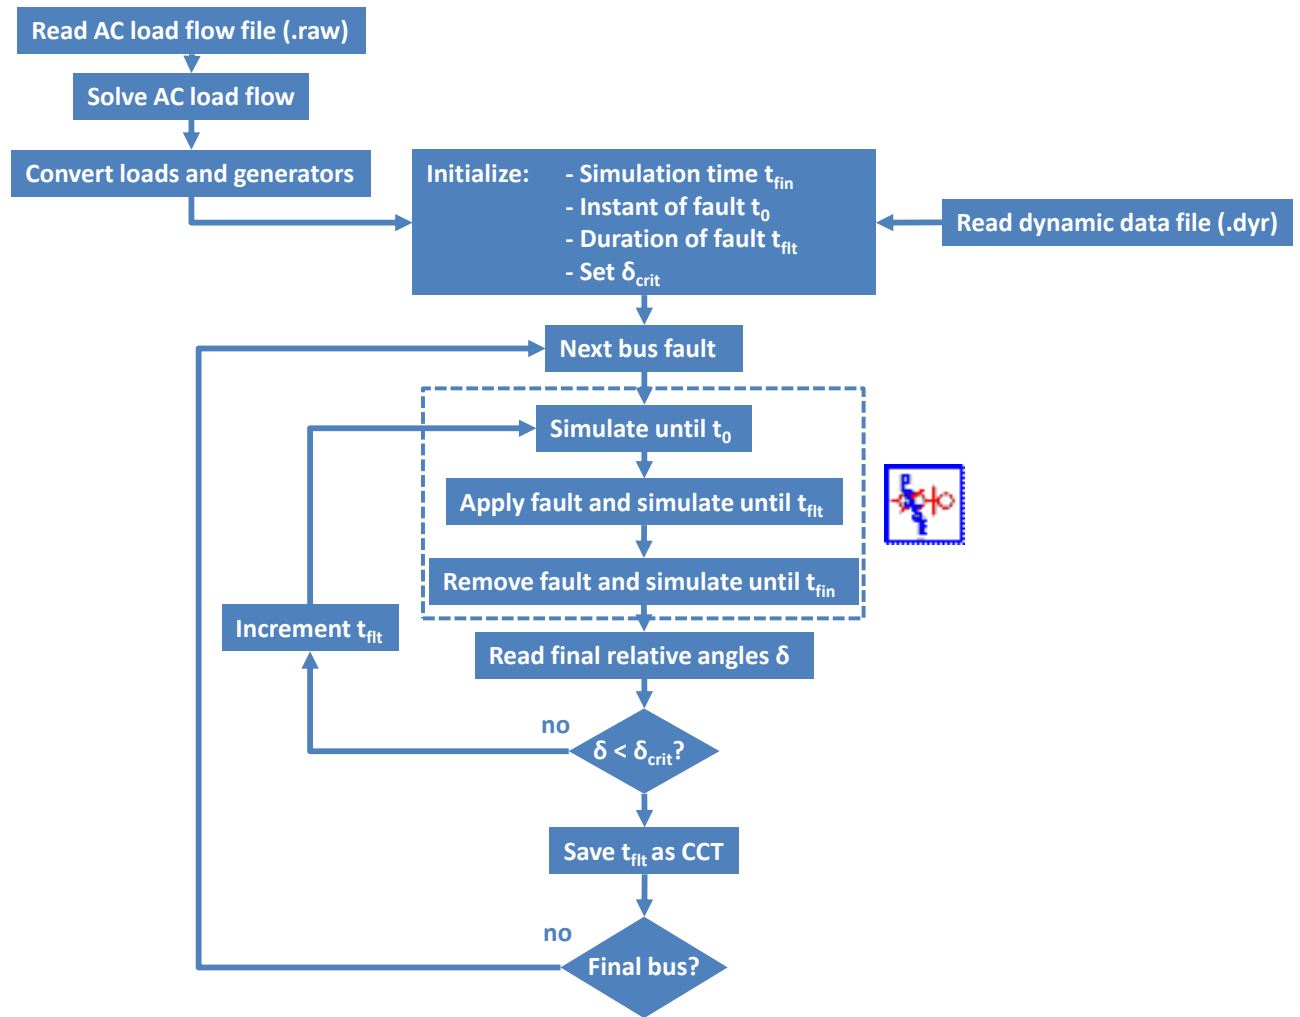 Read AC load flow file (.raw)
Solve AC load flow
Convert loads and generators
Initialize: - Simulation time tfin
- Instant of fault t0
- Duration of fault tflt
- Set δcrit
Read dynamic data file (.dyr)
Next bus fault
Simulate until t0
Apply fault and simulate until tflt
Remove fault and simulate until tfin
Increment tflt
Read final relative angles δ
no
δ < δcrit?
Save tflt as CCT
no
Final bus?